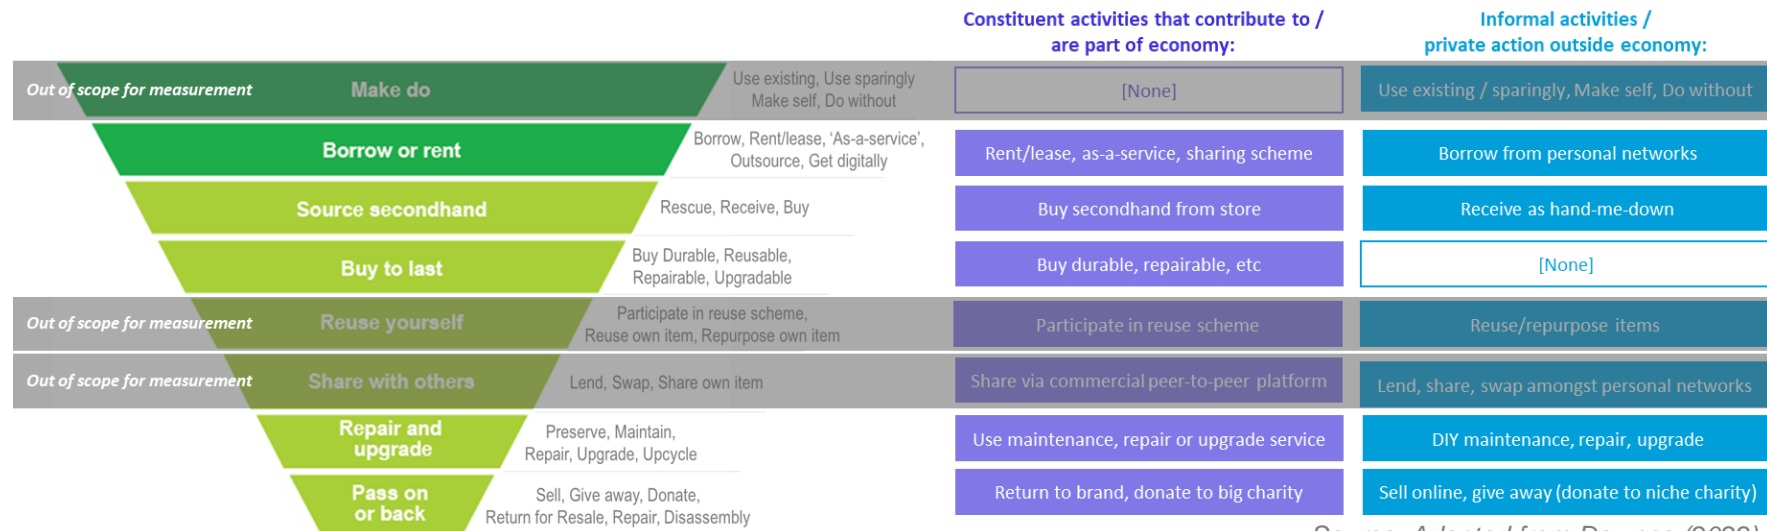 Constituent activities that contribute to /
are part of economy:
Informal activities /
private action outside economy:
Out of scope for measurement
Make do
Use existing, Use sparingly
Make self, Do without
[None]
Use existing / sparingly, Make self, Do without
Borrow or rent
Borrow, Rent/lease, ‘As-a-service’,
Outsource, Get digitally
Rent/lease, as-a-service, sharing scheme
Borrow from personal networks
Source secondhand
Rescue, Receive, Buy
Buy secondhand from store
Receive as hand-me-down
Buy to last
Buy Durable, Reusable,
Repairable, Upgradable
Buy durable, repairable, etc
[None]
Out of scope for measurement
Reuse yourself
Participate in reuse scheme,
Reuse own item, Repurpose own item
Participate in reuse scheme
Reuse/repurpose items
Out of scope for measurement
Share with others
Lend, Swap, Share own item
Share via commercial peer-to-peer platform
Lend, share, swap amongst personal networks
Repair and
upgrade
Preserve, Maintain,
Repair, Upgrade, Upcycle
Use maintenance, repair or upgrade service
DIY maintenance, repair, upgrade
Pass on
or back
Sell, Give away, Donate,
Return for Resale, Repair, Disassembly
Return to brand, donate to big charity
Sell online, give away (donate to niche charity)
Source: Adapted from